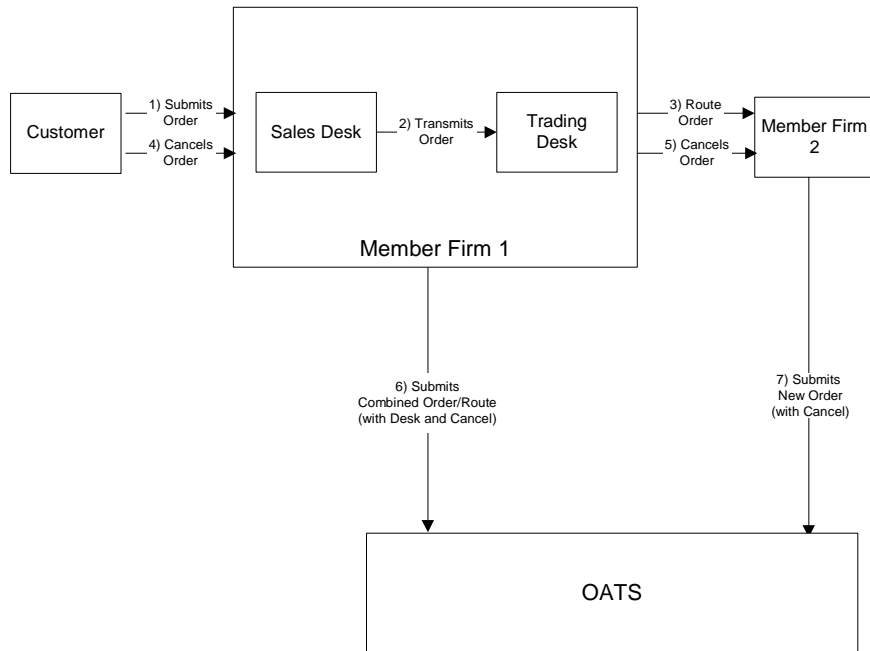 Customer
1) Submits
Order
4) Cancels
Order
Sales Desk
2) Transmits
Order
Trading
Desk
Member Firm 1
3) Route
Order
5) Cancels
Order
Member Firm
2
6) Submits
Combined Order/Route
(with Desk and Cancel)
7) Submits
New Order
(with Cancel)
OATS